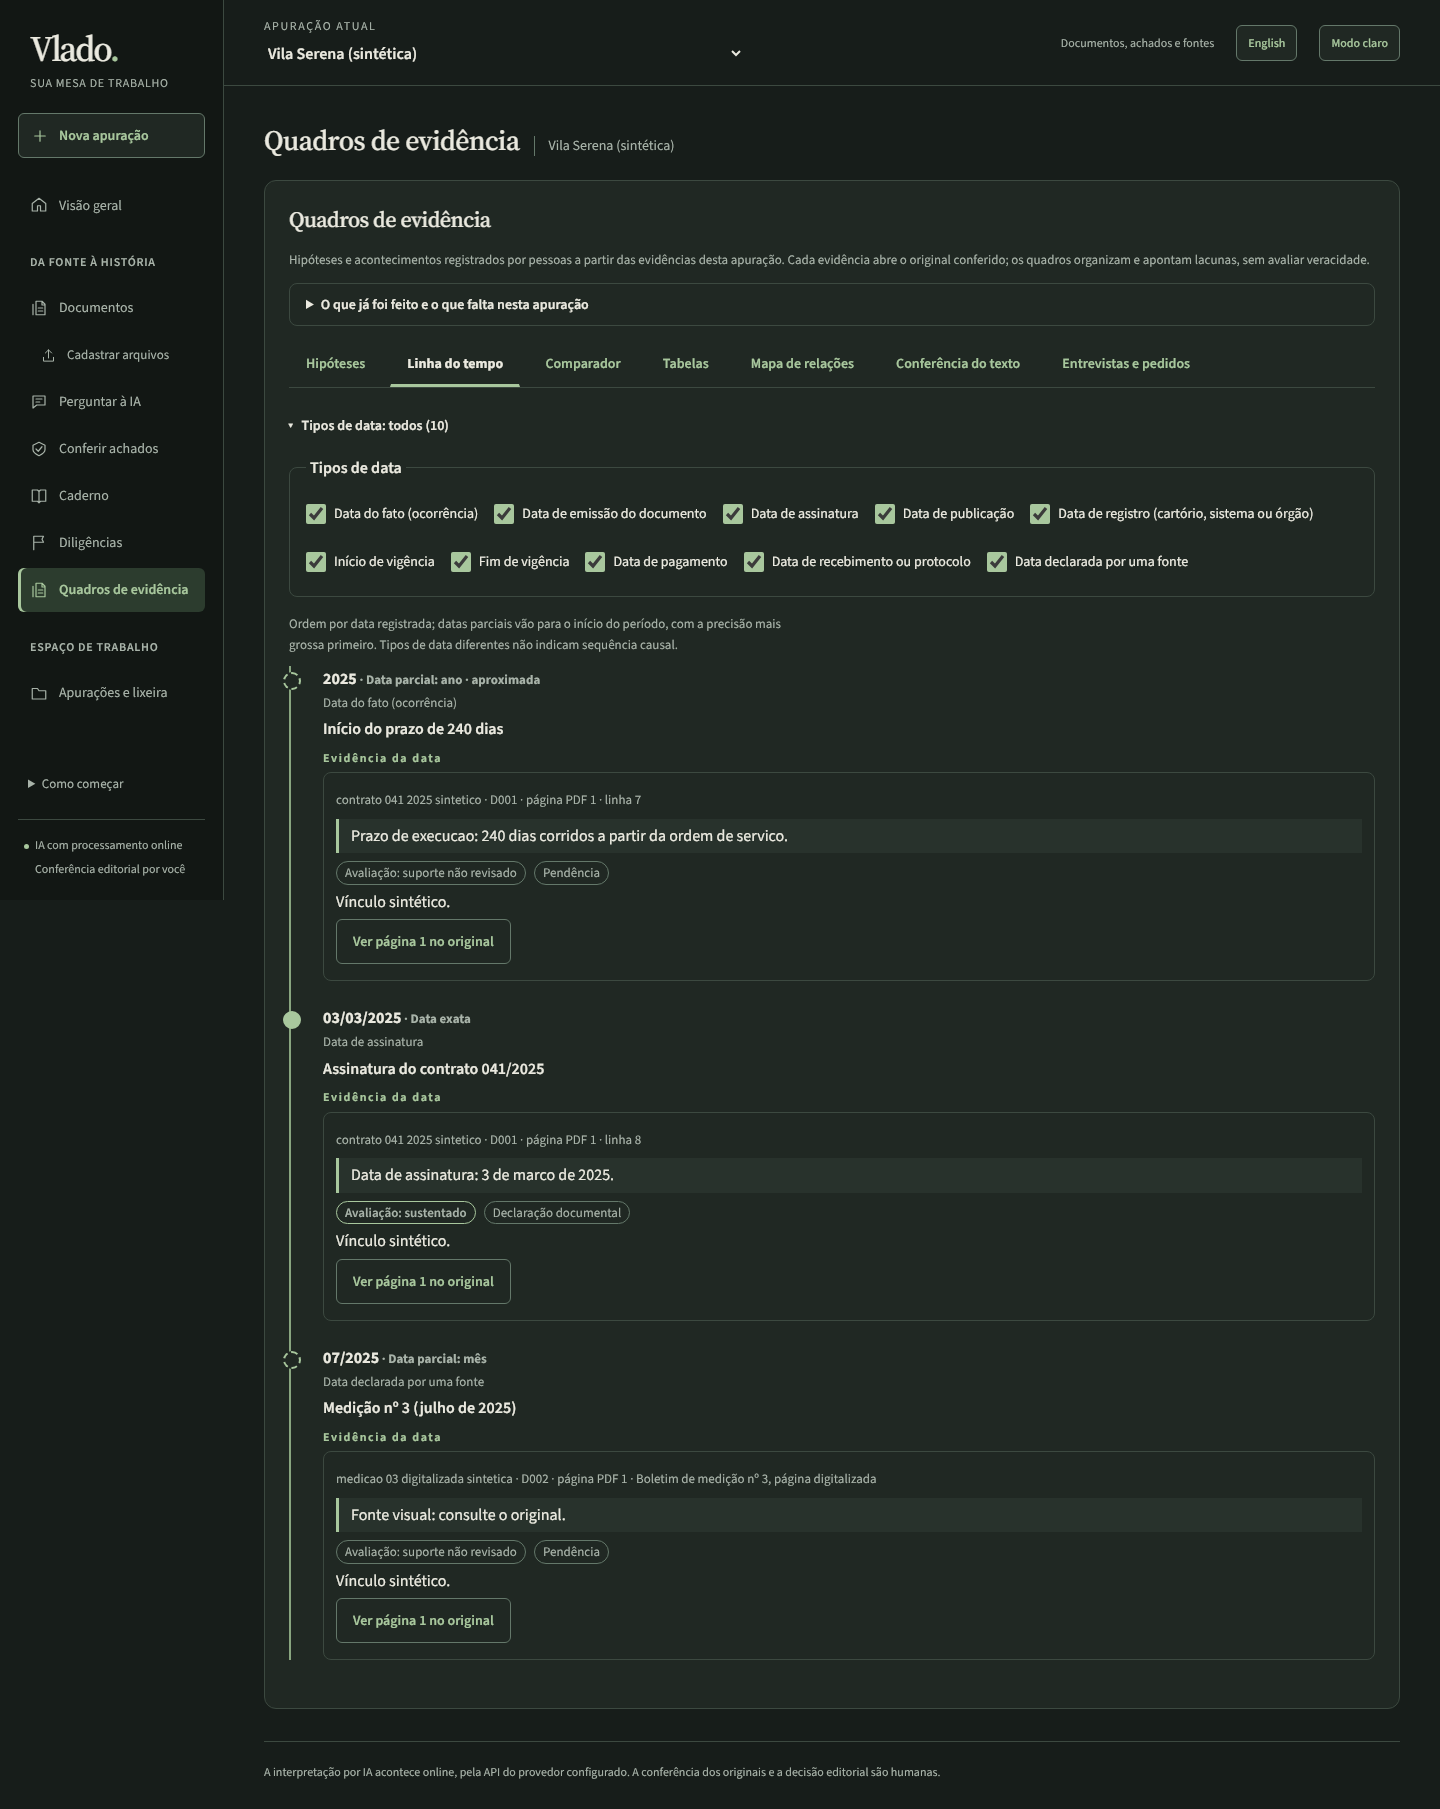 Vlado.
SUA MESA DE TRABALHO
Nova apuração
Visão geral
DA FONTE À HISTÓRIA
Documentos
Cadastrar arquivos
Perguntar à IA
Conferir achados
Caderno
Diligências
Quadros de evidência
ESPAÇO DE TRABALHO
Apurações e lixeira
Como começar
IA com processamento online
Conferência editorial por você
APURAÇÃO ATUAL
Vila Serena (sintética)
Documentos, achados e fontes
English
Modo claro
Quadros de evidência
Vila Serena (sintética)
Quadros de evidência
Hipóteses e acontecimentos registrados por pessoas a partir das evidências desta apuração. Cada evidência abre o original conferido; os quadros organizam e apontam lacunas, sem avaliar veracidade.
O que já foi feito e o que falta nesta apuração
Hipóteses
Linha do tempo
Comparador
Tabelas
Mapa de relações
Conferência do texto
Entrevistas e pedidos
Tipos de data: todos (10)
Tipos de data
Data do fato (ocorrência)
Data de emissão do documento
Data de assinatura
Data de publicação
Data de registro (cartório, sistema ou órgão)
Início de vigência
Fim de vigência
Data de pagamento
Data de recebimento ou protocolo
Data declarada por uma fonte
Ordem por data registrada; datas parciais vão para o início do período, com a precisão mais
grossa primeiro. Tipos de data diferentes não indicam sequência causal.
2025 · Data parcial: ano · aproximada
Data do fato (ocorrência)
Início do prazo de 240 dias
Evidência da data
contrato 041 2025 sintetico · D001 · página PDF 1 · linha 7
Prazo de execucao: 240 dias corridos a partir da ordem de servico.
Avaliação: suporte não revisado
Pendência
Vínculo sintético.
Ver página 1 no original
03/03/2025 · Data exata
Data de assinatura
Assinatura do contrato 041/2025
Evidência da data
contrato 041 2025 sintetico · D001 · página PDF 1 · linha 8
Data de assinatura: 3 de marco de 2025.
Avaliação: sustentado
Declaração documental
Vínculo sintético.
Ver página 1 no original
07/2025 · Data parcial: mês
Data declarada por uma fonte
Medição nº 3 (julho de 2025)
Evidência da data
medicao 03 digitalizada sintetica · D002 · página PDF 1 · Boletim de medição nº 3, página digitalizada
Fonte visual: consulte o original.
Avaliação: suporte não revisado
Pendência
Vínculo sintético.
Ver página 1 no original
A interpretação por IA acontece online, pela API do provedor configurado. A conferência dos originais e a decisão editorial são humanas.